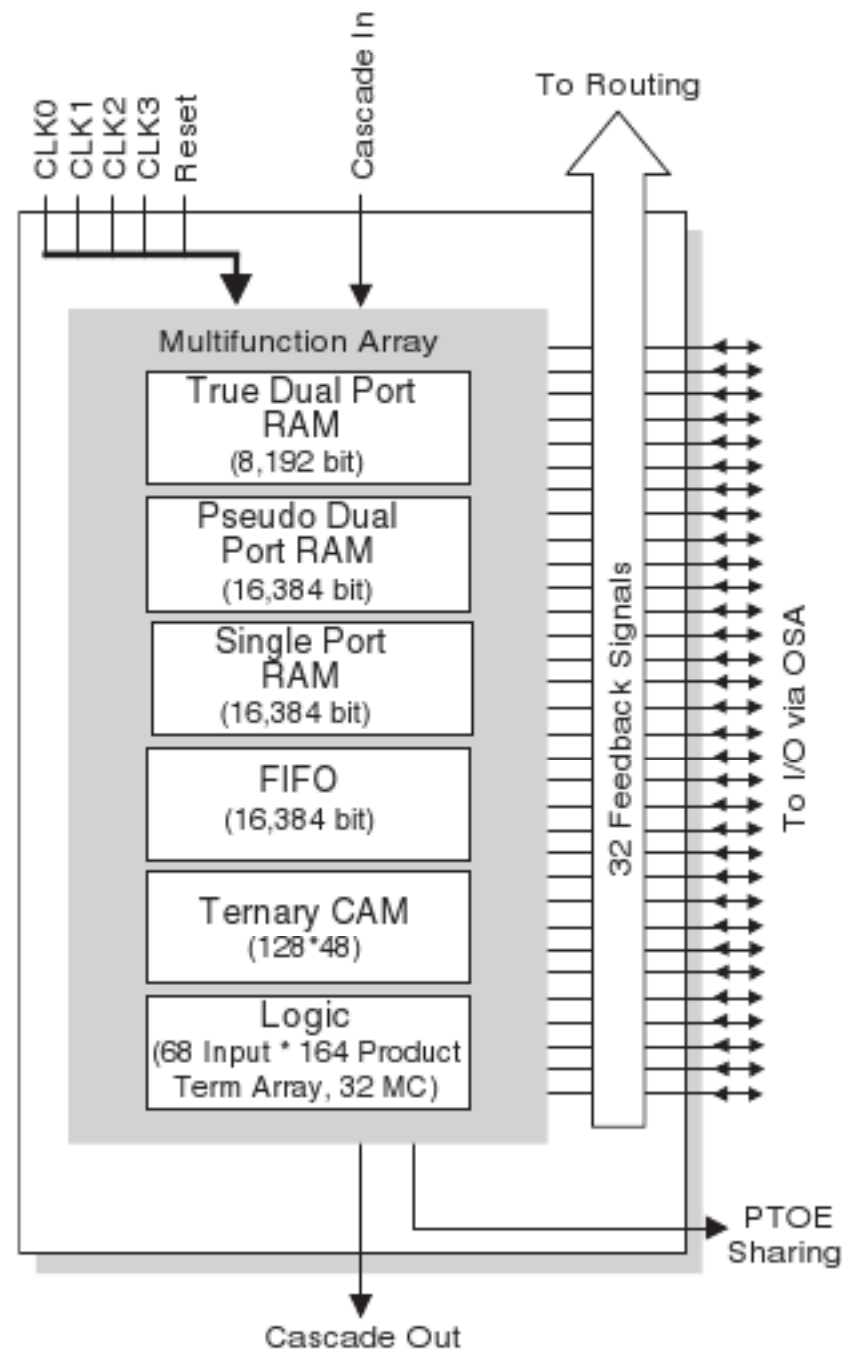 Cascade In
To Routing
CLK0
CLK1
CLK2
CLK3
Reset
Multifunction Array
True Dual Port
RAM
(8,192 bit)
Pseudo Dual
Port RAM
(16,384 bit)
Single Port
RAM
(16,384 bit)
FIFO
(16,384 bit)
Ternary CAM
(128*48)
Logic
(68 Input * 164 Product
Term Array, 32 MC)
32 Feedback Signals
To I/O via OSA
PTOE
Sharing
Cascade Out